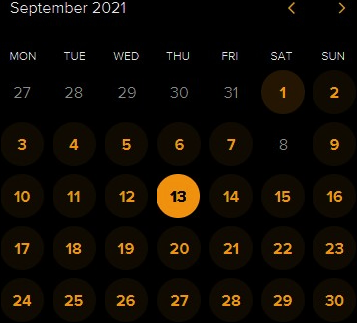 September 2021 < >
MON TUE WED THU FRI SAT SUN
27 28 29 30 31 1 2
3 4 5 6 7 8 9
10 11 12 13 14 15 16
17 18 19 20 21 22 23
24 25 26 27 28 29 30